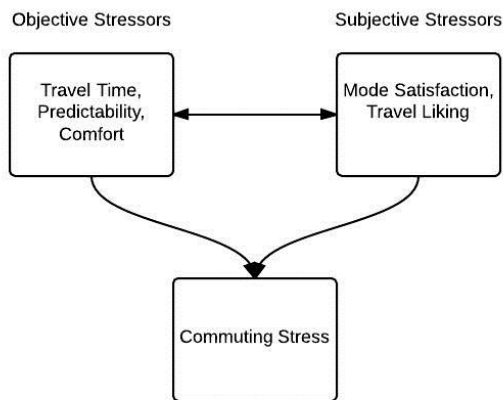 Objective Stressors
Subjective Stressors
Travel Time,
Predictability,
Comfort
Mode Satisfaction,
Travel Liking
Commuting Stress